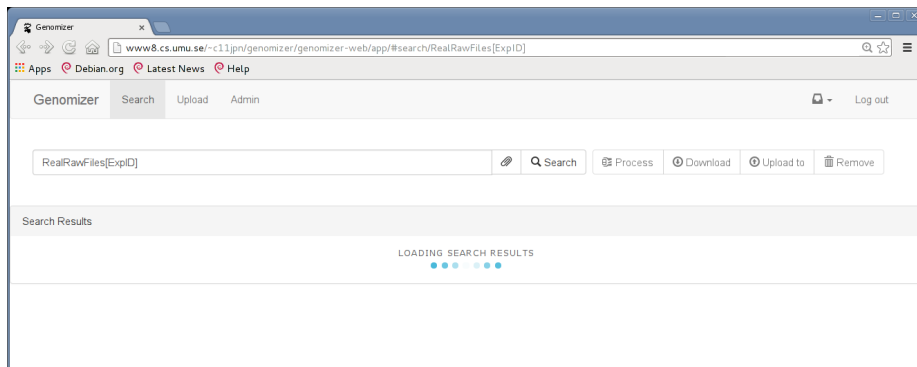 Genomizer
www8.cs.umu.se/~c11jpn/genomizer/genomizer-web/app/#search/RealRawFiles[ExpID]
Apps Debian.org Latest News Help
Genomizer Search Upload Admin Log out
RealRawFiles[ExpID] Search Process Download Upload to Remove
Search Results
LOADING SEARCH RESULTS